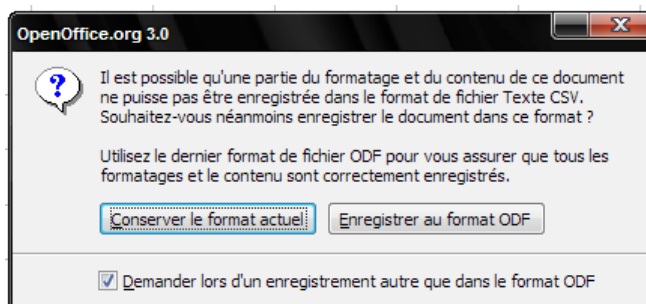 OpenOffice.org 3.0
Il est possible qu'une partie du formatage et du contenu de ce document
ne puisse pas être enregistrée dans le format de fichier Texte CSV.
Souhaitez-vous néanmoins enregistrer le document dans ce format ?
Utilisez le dernier format de fichier ODF pour vous assurer que tous les
formatages et le contenu sont correctement enregistrés.
Conserver le format actuel Enregistrer au format ODF
Demander lors d'un enregistrement autre que dans le format ODF